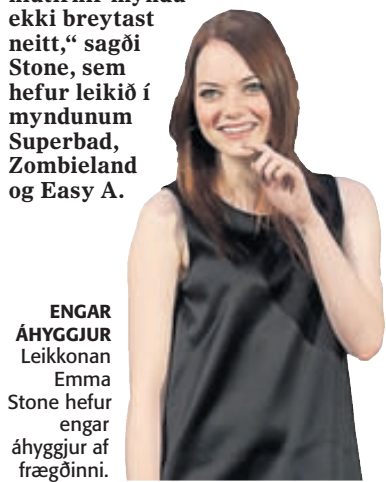 ekki breytast
neitt,“ sagði
Stone, sem
hefur leikið í
myndunum
Superbad,
Zombieland
og Easy A.
ENGAR
ÁHYGGJUR
Leikkonan
Emma
Stone hefur
engar
áhyggjur af
frægðinni.